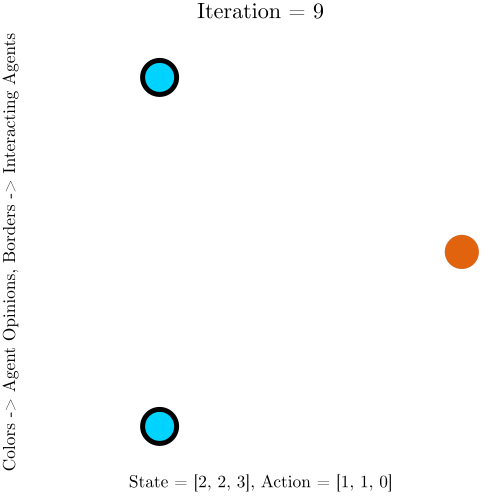 Iteration = 9
Colors -> Agent Opinions, Borders -> Interacting Agents
State = [2, 2, 3], Action = [1, 1, 0]